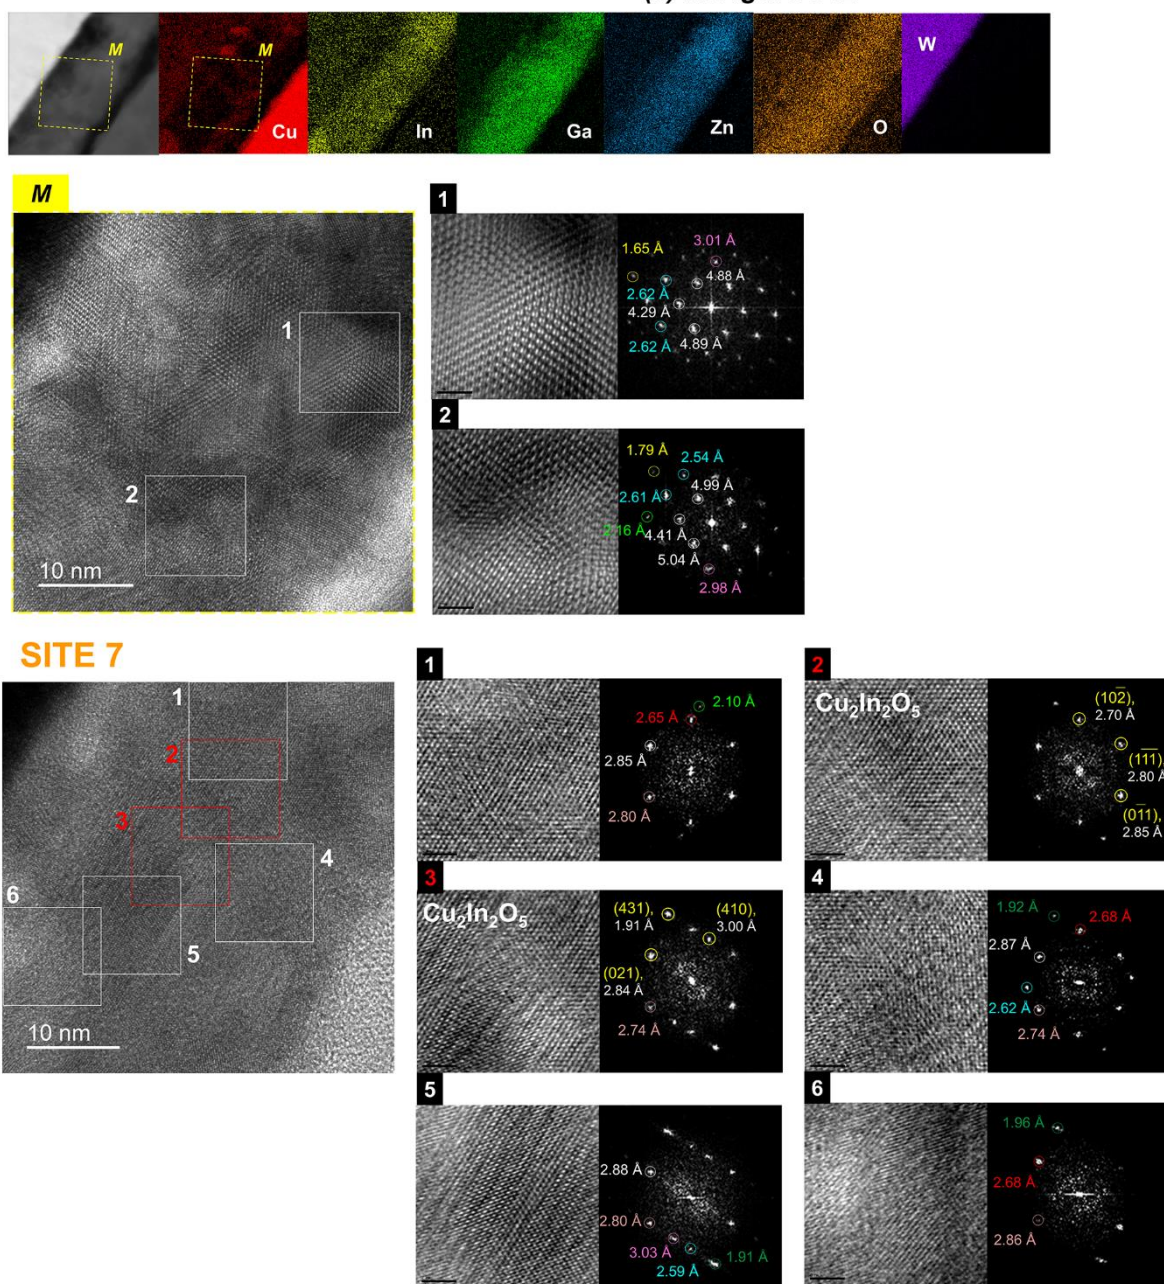 M
M
Cu
In
Ga
Zn
O
W
M
1
2
10 nm
1
1.65 Å
3.01 Å
2.62 Å
4.88 Å
4.29 Å
2.62 Å
4.89 Å
2
1.79 Å
2.54 Å
2.61 Å
4.99 Å
2.16 Å
4.41 Å
5.04 Å
2.98 Å
SITE 7
1
2
3
4
6
5
10 nm
1
2.10 Å
2.65 Å
2.85 Å
2.80 Å
2
Cu₂In₂O₅
(102̅),
2.70 Å
(11̅1̅),
2.80 Å
(01̅1),
2.85 Å
3
Cu₂In₂O₅
(431),
1.91 Å
(410),
3.00 Å
(021),
2.84 Å
2.74 Å
4
1.92 Å
2.68 Å
2.87 Å
2.62 Å
2.74 Å
5
2.88 Å
2.80 Å
3.03 Å
1.91 Å
2.59 Å
6
1.96 Å
2.68 Å
2.86 Å